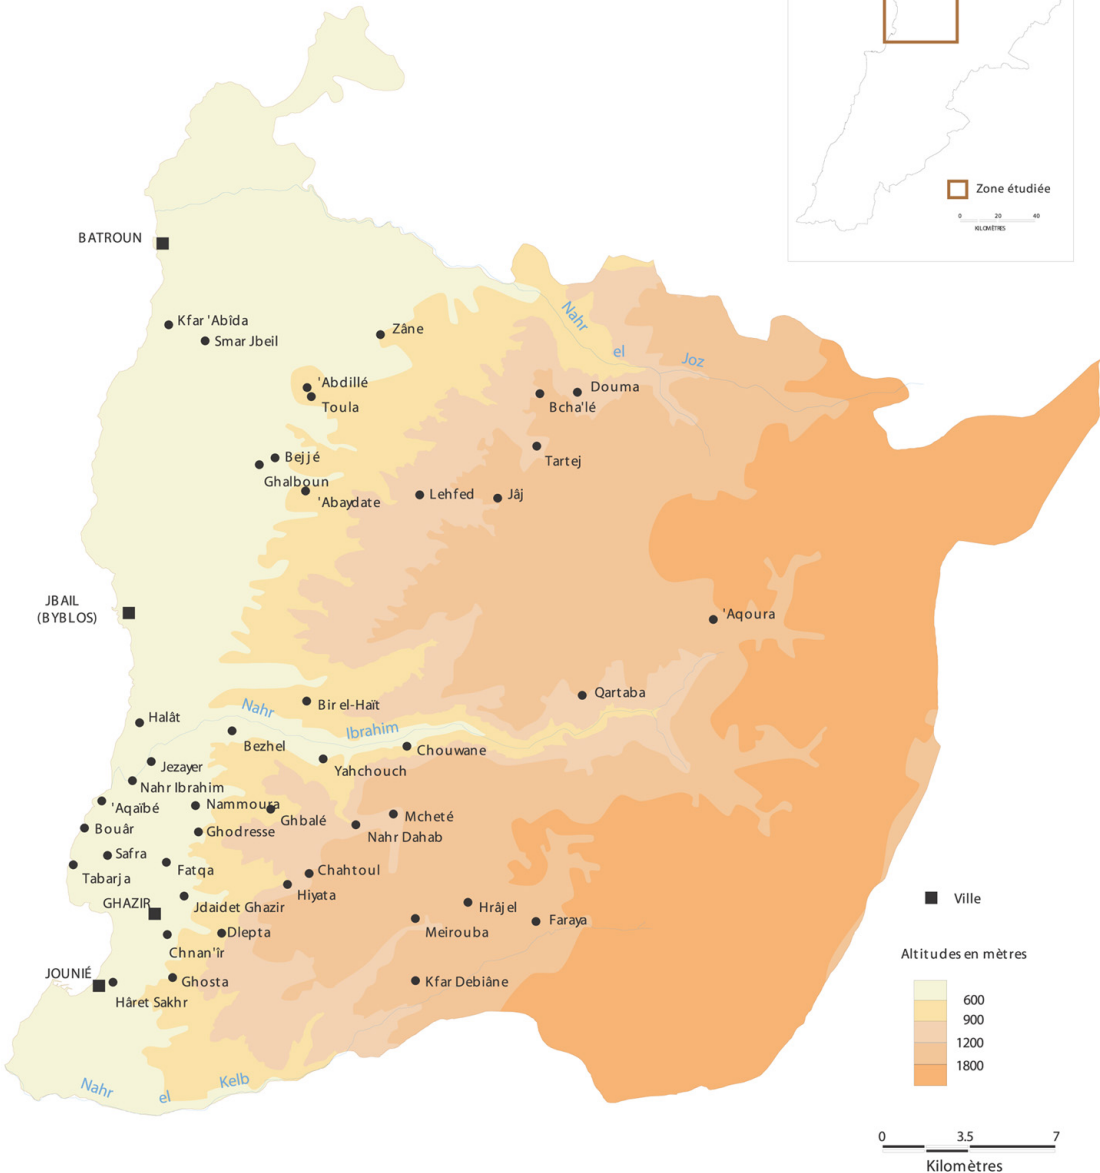 Zone étudiée
0 20 40
KILOMÈTRES
BATROUN
Kfar 'Abîda
Smar Jbeil
Zâne
Nahr
el
Joz
'Abdillé
Toula
Douma
Bcha'lé
Tartej
Bejjé
Ghalboun
'Abaydate
Lehfed
Jâj
JBAIL
(BYBLOS)
'Aqoura
Qartaba
Bir el-Haït
Nahr
Ibrahim
Halât
Bezhel
Chouwane
Jezayer
Yahchouch
Nahr Ibrahim
'Aqaïbé
Nammoura
Ghbalé
Mcheté
Bouâr
Ghodresse
Nahr Dahab
Safra
Tabarja
Fatqa
Chahtoul
Hiyata
GHAZIR
Jdaidet Ghazir
Hrâjel
Ville
Dlepta
Meirouba
Faraya
Chnan'îr
Altitudes en mètres
JOUNIÉ
Ghosta
Kfar Debiâne
Hâret Sakhr
600
900
1200
1800
Nahr
el
Kelb
0 3.5 7
Kilomètres